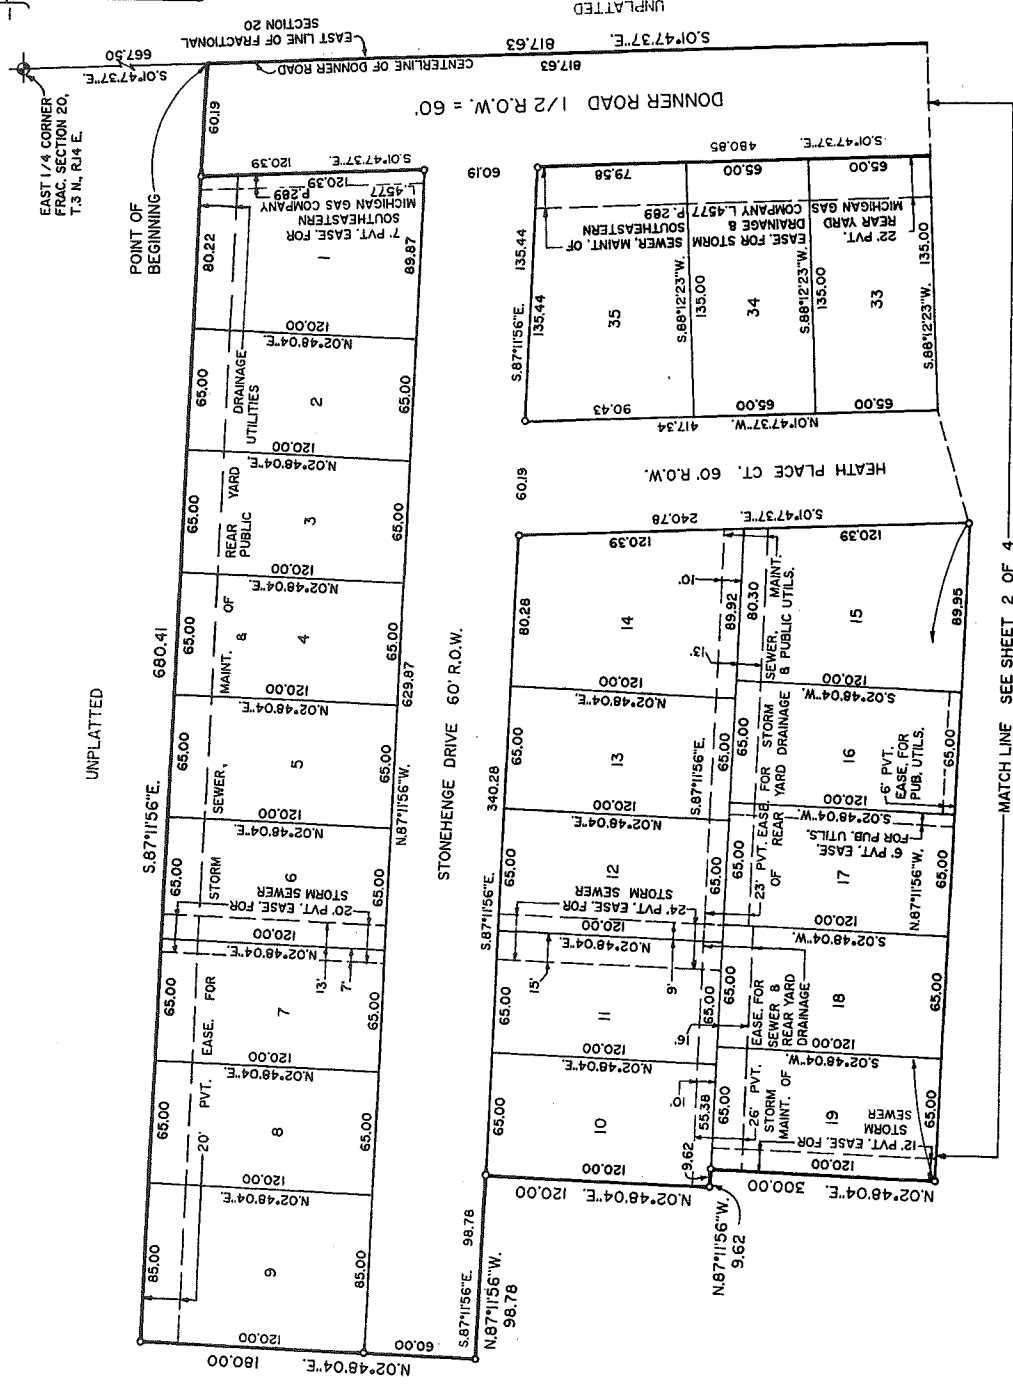 EAST 1/4 CORNER
FRAC. SECTION 20,
T.3 N., R.14 E.
667.50
S.01°47'37"E.
EAST LINE OF FRACTIONAL
SECTION 20
UNPLATTED
S.01°47'37"E. 817.63
CENTERLINE OF DONNER ROAD
817.63
DONNER ROAD 1/2 R.O.W. = 60'
POINT OF
BEGINNING
60.19
S.01°47'37"E. 120.39
120.39
60.19
S.01°47'37"E. 480.85
79.58
65.00
65.00
7' PVT. EASE. FOR
SOUTHEASTERN
MICHIGAN GAS COMPANY
L.4577 P.289
80.22
1
89.87
120.00
N.02°48'04"E.
DRAINAGE
UTILITIES
65.00
2
65.00
120.00
N.02°48'04"E.
REAR YARD
PUBLIC
65.00
3
65.00
120.00
N.02°48'04"E.
MAINT. OF
&
65.00
4
65.00
120.00
N.02°48'04"E.
680.41
629.87
UNPLATTED
S.87°11'56"E.
65.00
5
65.00
N.87°11'56"W.
120.00
N.02°48'04"E.
STORM SEWER,
65.00
6
65.00
20' PVT. EASE. FOR
STORM SEWER
120.00
N.02°48'04"E.
13'
7'
65.00
7
65.00
120.00
N.02°48'04"E.
20' PVT. EASE. FOR
65.00
8
65.00
120.00
N.02°48'04"E.
85.00
9
85.00
120.00
180.00
N.02°48'04"E.
60.00
STONEHENGE DRIVE 60' R.O.W.
S.87°11'56"E. 98.78
N.87°11'56"W.
98.78
S.87°11'56"E.
135.44
135.44
35
90.43
S.88°12'23"W.
135.00
34
65.00
S.88°12'23"W.
135.00
33
65.00
S.88°12'23"W.
135.00
22' PVT. EASE. FOR STORM SEWER, MAINT. OF
REAR YARD DRAINAGE & SOUTHEASTERN
MICHIGAN GAS COMPANY L.4577 P. 289
N.01°47'37"W. 417.34
HEATH PLACE CT. 60' R.O.W.
60.19
S.01°47'37"E. 240.78
120.39
120.39
80.28
14
89.92
10'
13'
80.30
15
89.95
SEWER, MAINT.
& PUBLIC UTILS.
120.00
S.02°48'04"W.
340.28
S.87°11'56"E.
65.00
13
65.00
120.00
N.02°48'04"E.
S.87°11'56"E.
65.00
16
65.00
6' PVT.
EASE. FOR
PUB. UTILS.
120.00
S.02°48'04"W.
6' PVT. EASE.
FOR PUB. UTILS.
23' PVT. EASE. FOR STORM
OF REAR YARD DRAINAGE
65.00
12
65.00
120.00
N.02°48'04"E.
24' PVT. EASE. FOR
STORM SEWER
15'
9'
65.00
17
65.00
N.87°11'56"W.
120.00
S.02°48'04"W.
65.00
11
65.00
120.00
N.02°48'04"E.
16'
65.00
18
65.00
EASE. FOR
SEWER &
REAR YARD
DRAINAGE
120.00
S.02°48'04"W.
65.00
10
55.38
10'
9.62
120.00
N.02°48'04"E.
65.00
19
65.00
26' PVT.
STORM
MAINT. OF
12' PVT. EASE. FOR
STORM
SEWER
120.00
N.02°48'04"E. 120.00
N.02°48'04"E. 300.00
N.87°11'56"W.
9.62
MATCH LINE SEE SHEET 2 OF 4